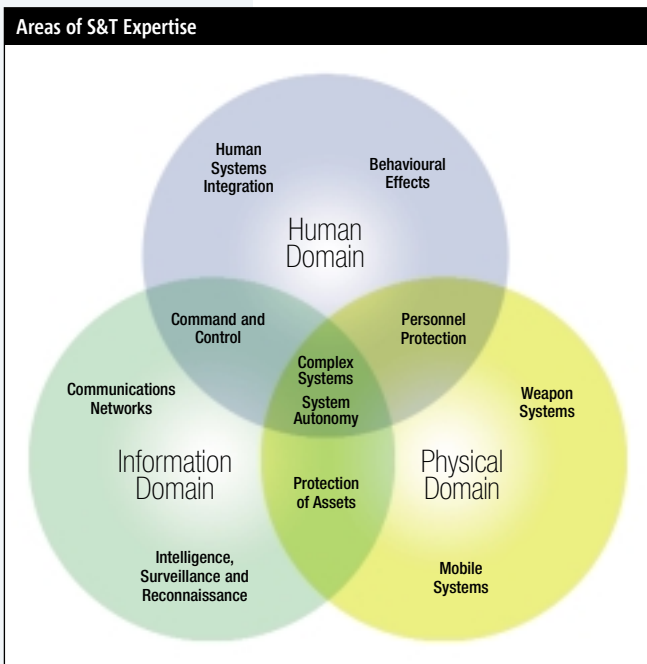 Areas of S&T Expertise
Human
Systems
Integration
Behavioural
Effects
Human
Domain
Command and
Control
Personnel
Protection
Complex
Systems
System
Autonomy
Communications
Networks
Weapon
Systems
Information
Domain
Physical
Domain
Protection
of Assets
Intelligence,
Surveillance and
Reconnaissance
Mobile
Systems